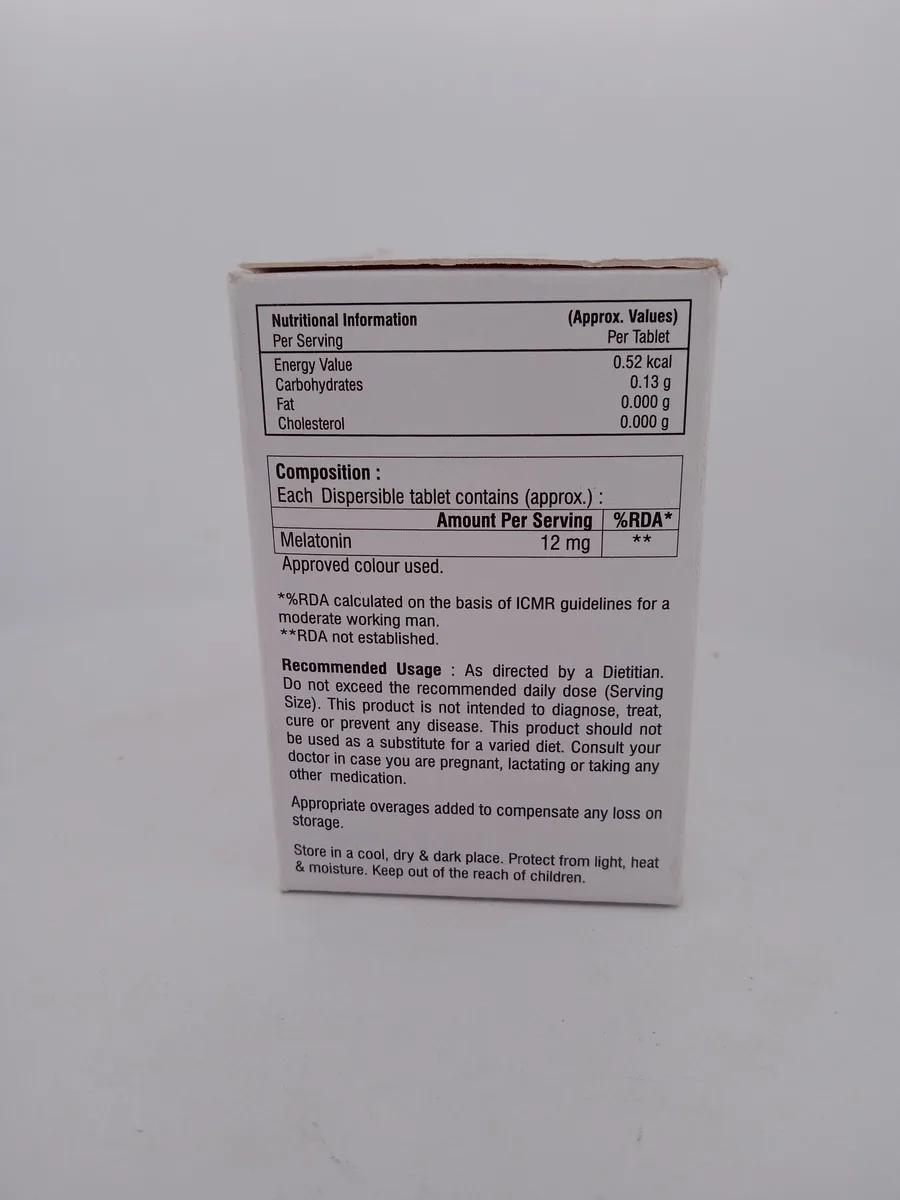 Nutritional Information (Approx. Values)
Per Serving Per Tablet
Energy Value 0.52 kcal
Carbohydrates 0.13 g
Fat 0.000 g
Cholesterol 0.000 g
Composition :
Each Dispersible tablet contains (approx.) :
Amount Per Serving %RDA*
Melatonin 12 mg **
Approved colour used.
*%RDA calculated on the basis of ICMR guidelines for a
moderate working man.
**RDA not established.
Recommended Usage : As directed by a Dietitian.
Do not exceed the recommended daily dose (Serving
Size). This product is not intended to diagnose, treat,
cure or prevent any disease. This product should not
be used as a substitute for a varied diet. Consult your
doctor in case you are pregnant, lactating or taking any
other medication.
Appropriate overages added to compensate any loss on
storage.
Store in a cool, dry & dark place. Protect from light, heat
& moisture. Keep out of the reach of children.